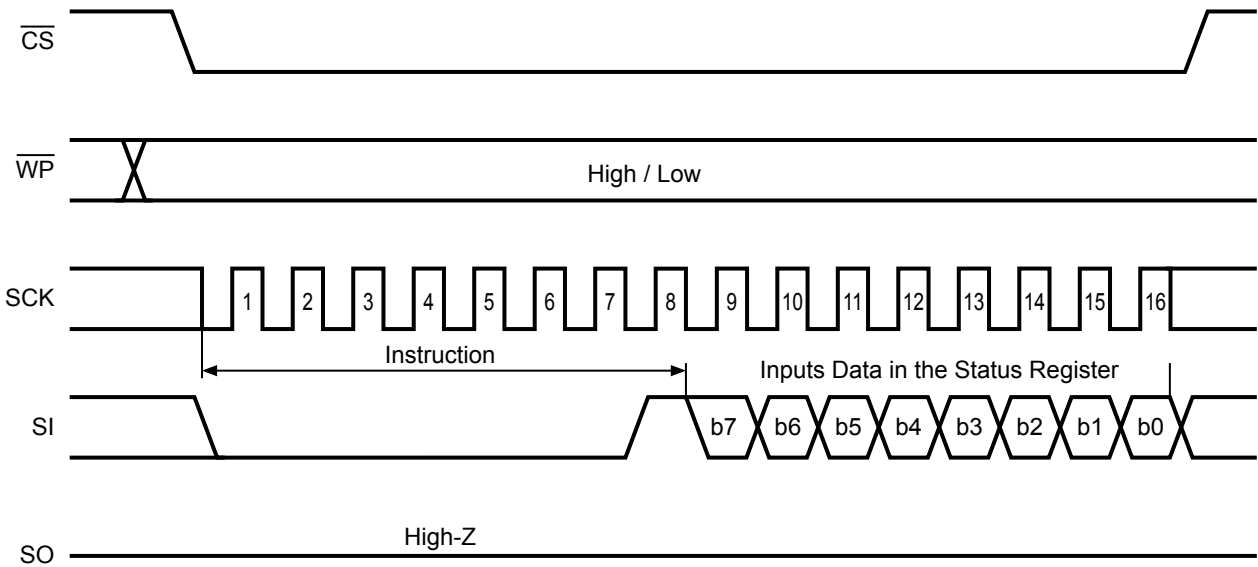 CS
WP
High / Low
SCK
1 2 3 4 5 6 7 8 9 10 11 12 13 14 15 16
Instruction
Inputs Data in the Status Register
SI
b7 b6 b5 b4 b3 b2 b1 b0
High-Z
SO